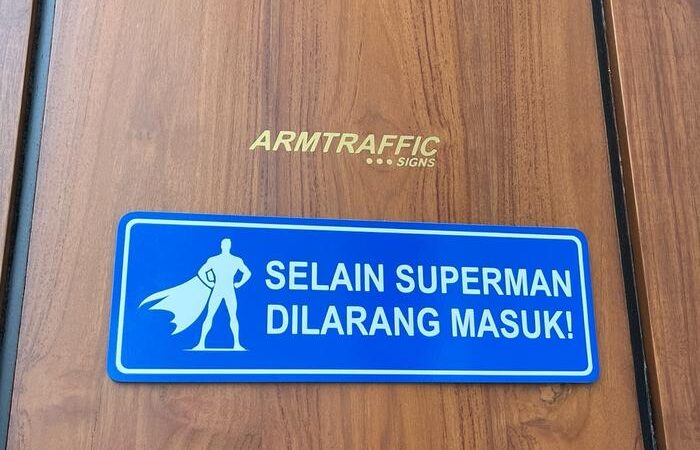 ARMTRAFFIC
SIGNS
SELAIN SUPERMAN
DILARANG MASUK!